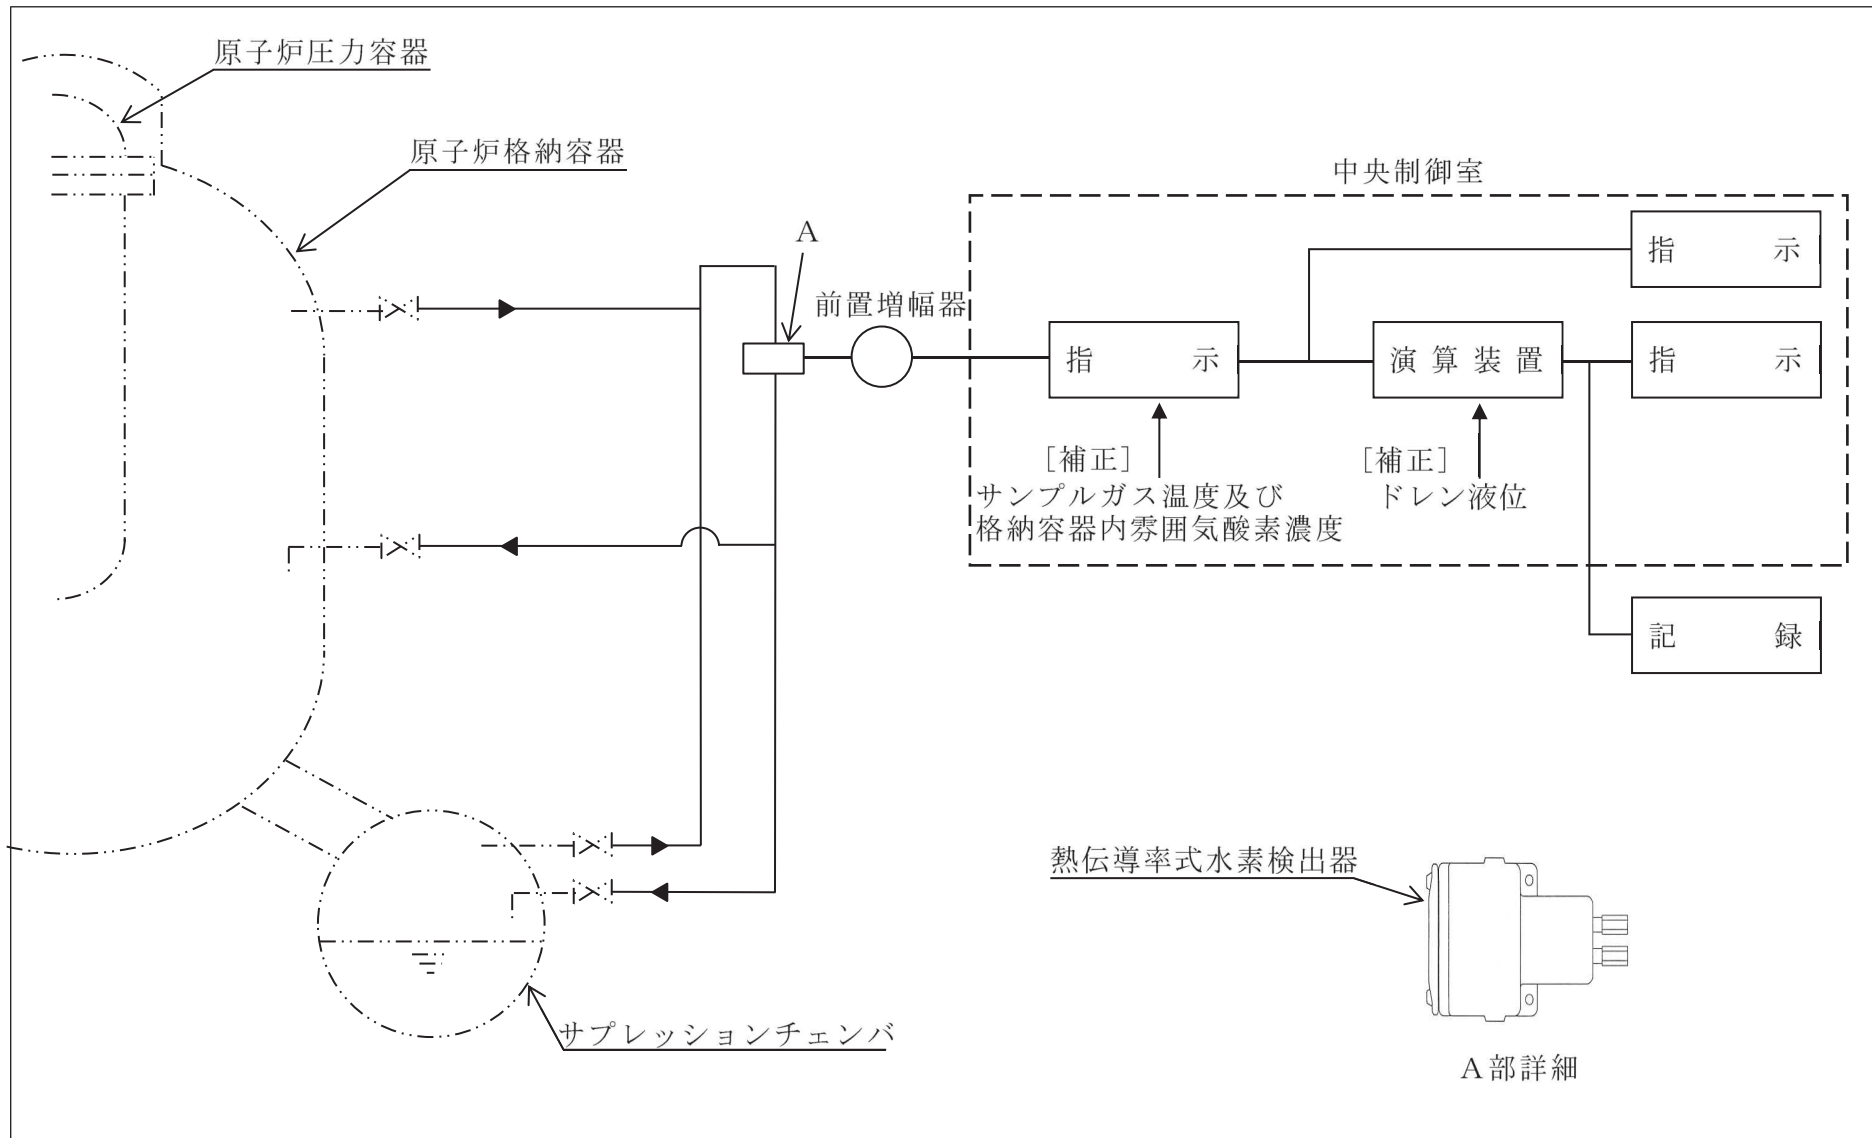 原子炉圧力容器
原子炉格納容器
中央制御室
A
前置増幅器
指示
指示
演算装置
指示
[補正]
サンプルガス温度及び
格納容器内雰囲気酸素濃度
[補正]
ドレン液位
記録
熱伝導率式水素検出器
サプレッションチェンバ
A部詳細